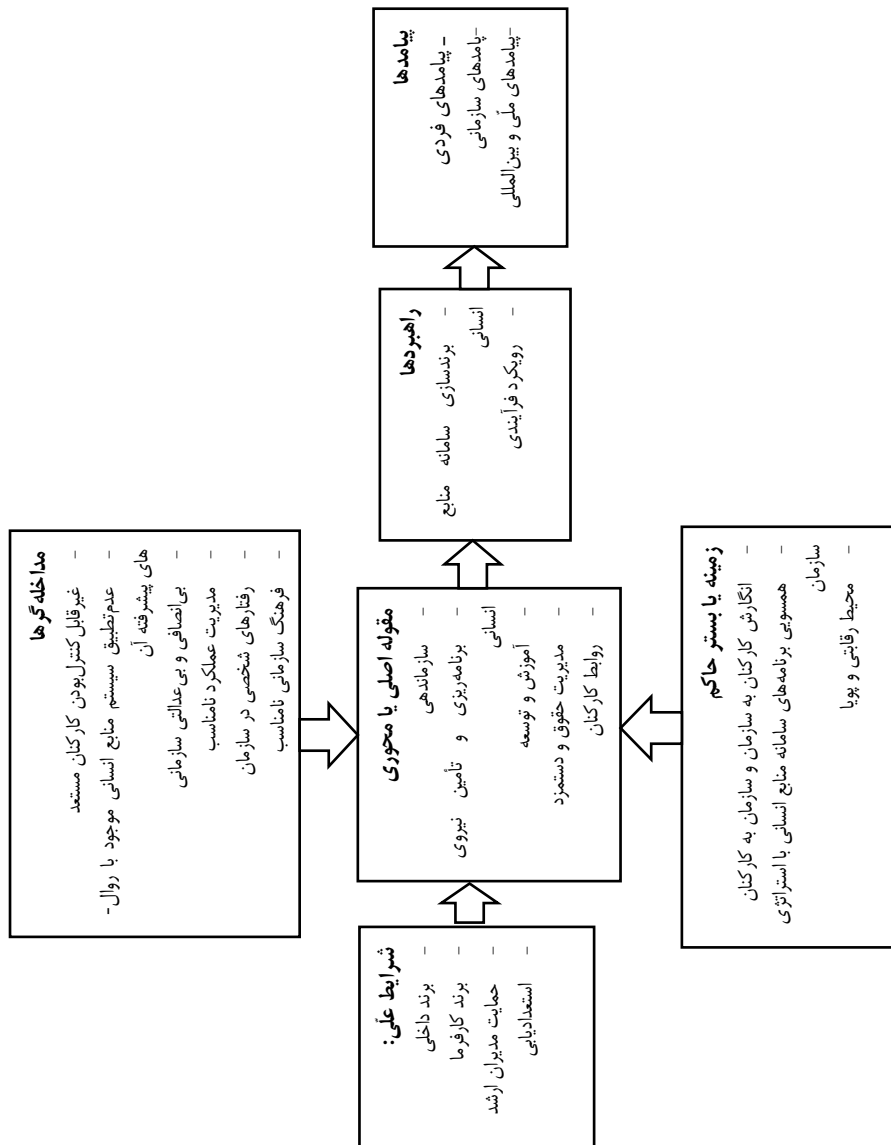 شرایط علّی:
- برند داخلی
- برند کارفرما
- حمایت مدیران ارشد
- استعدادیابی
مداخله‌گرها
- غیرقابل‌کنترل‌بودن کارکنان مستعد
- عدم‌تطبیق سیستم منابع انسانی موجود با روال-
های پیشرفته آن
- بی‌انصافی و بی‌عدالتی سازمانی
- مدیریت عملکرد نامناسب
- رفتارهای شخصی در سازمان
- فرهنگ سازمانی نامناسب
مقوله اصلی یا محوری
- سازماندهی
- برنامه‌ریزی و تأمین نیروی
انسانی
- آموزش و توسعه
- مدیریت حقوق و دستمزد
- روابط کارکنان
زمینه یا بستر حاکم
- انگارش کارکنان به سازمان و سازمان به کارکنان
- همسویی برنامه‌های سامانه منابع انسانی با استراتژی
سازمان
- محیط رقابتی و پویا
راهبردها
- برندسازی سامانه منابع
انسانی
- رویکرد فرآیندی
پیامدها
- پیامدهای فردی
-پامدهای سازمانی
-پیامدهای ملّی و بین‌المللی